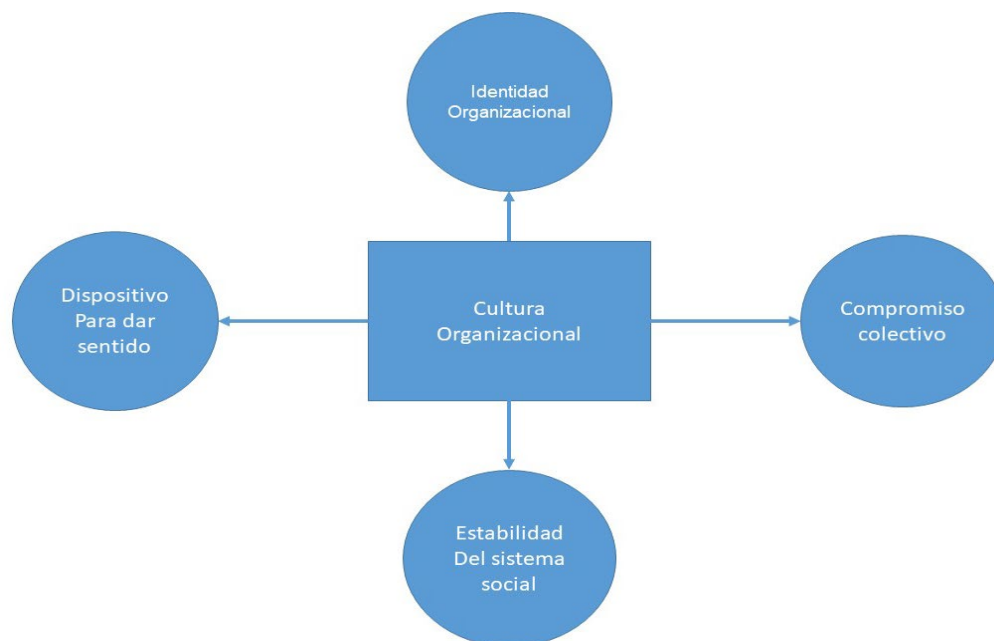 Identidad
Organizacional
Dispositivo
Para dar
sentido
Cultura
Organizacional
Compromiso
colectivo
Estabilidad
Del sistema
social